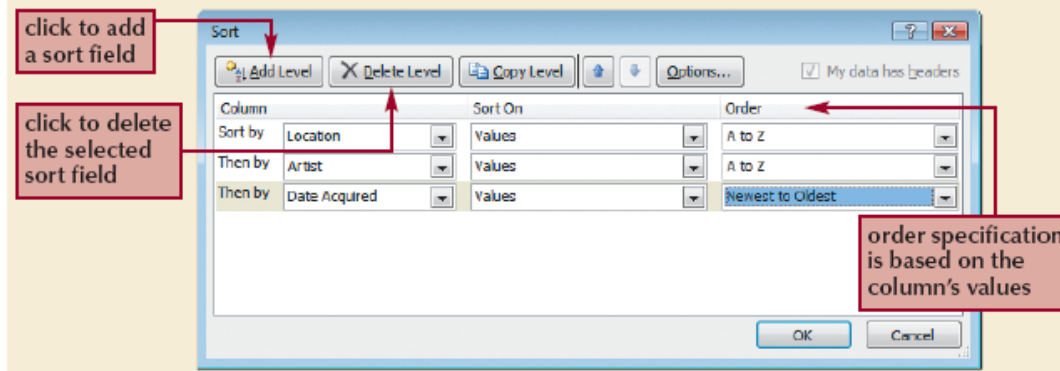 click to add
a sort field
Sort
Add Level
Delete Level
Copy Level
Options...
My data has headers
click to delete
the selected
sort field
Column
Sort On
Order
Sort by
Location
Values
A to Z
Then by
Artist
Values
A to Z
Then by
Date Acquired
Values
Newest to Oldest
order specification
is based on the
column's values
OK
Cancel